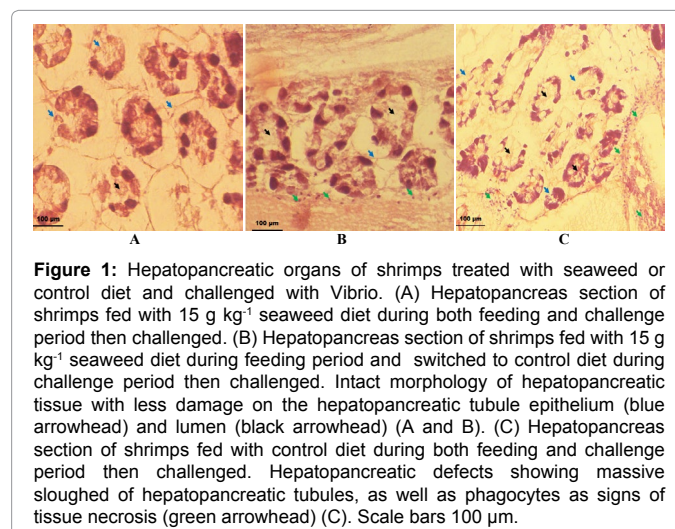 100 µm
100 µm
100 µm
A
B
C
Figure 1: Hepatopancreatic organs of shrimps treated with seaweed or
control diet and challenged with Vibrio. (A) Hepatopancreas section of
shrimps fed with 15 g kg⁻¹ seaweed diet during both feeding and challenge
period then challenged. (B) Hepatopancreas section of shrimps fed with 15 g
kg⁻¹ seaweed diet during feeding period and switched to control diet during
challenge period then challenged. Intact morphology of hepatopancreatic
tissue with less damage on the hepatopancreatic tubule epithelium (blue
arrowhead) and lumen (black arrowhead) (A and B). (C) Hepatopancreas
section of shrimps fed with control diet during both feeding and challenge
period then challenged. Hepatopancreatic defects showing massive
sloughed of hepatopancreatic tubules, as well as phagocytes as signs of
tissue necrosis (green arrowhead) (C). Scale bars 100 µm.